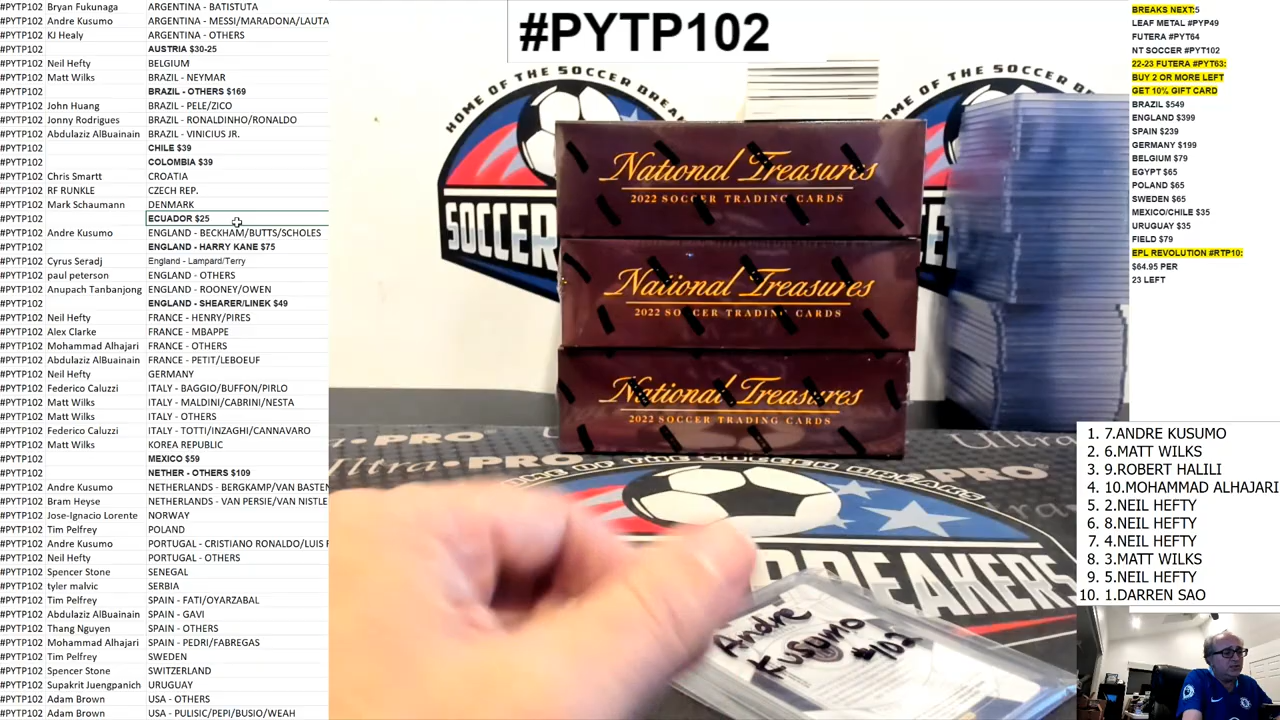 #PYTP102 Bryan Fukunaga ARGENTINA - BATISTUTA
#PYTP102 Andre Kusumo ARGENTINA - MESSI/MARADONA/LAUTA
#PYTP102 KJ Healy ARGENTINA - OTHERS
#PYTP102 AUSTRIA $30-25
#PYTP102 Neil Hefty BELGIUM
#PYTP102 Matt Wilks BRAZIL - NEYMAR
#PYTP102 BRAZIL - OTHERS $169
#PYTP102 John Huang BRAZIL - PELE/ZICO
#PYTP102 Jonny Rodrigues BRAZIL - RONALDINHO/RONALDO
#PYTP102 Abdulaziz AlBuainain BRAZIL - VINICIUS JR.
#PYTP102 CHILE $39
#PYTP102 COLOMBIA $39
#PYTP102 Chris Smartt CROATIA
#PYTP102 RF RUNKLE CZECH REP.
#PYTP102 Mark Schaumann DENMARK
#PYTP102 ECUADOR $25
#PYTP102 Andre Kusumo ENGLAND - BECKHAM/BUTTS/SCHOLES
#PYTP102 ENGLAND - HARRY KANE $75
#PYTP102 Cyrus Seradj England - Lampard/Terry
#PYTP102 paul peterson ENGLAND - OTHERS
#PYTP102 Anupach Tanbanjong ENGLAND - ROONEY/OWEN
#PYTP102 ENGLAND - SHEARER/LINEK $49
#PYTP102 Neil Hefty FRANCE - HENRY/PIRES
#PYTP102 Alex Clarke FRANCE - MBAPPE
#PYTP102 Mohammad Alhajari FRANCE - OTHERS
#PYTP102 Abdulaziz AlBuainain FRANCE - PETIT/LEBOEUF
#PYTP102 Neil Hefty GERMANY
#PYTP102 Federico Caluzzi ITALY - BAGGIO/BUFFON/PIRLO
#PYTP102 Matt Wilks ITALY - MALDINI/CABRINI/NESTA
#PYTP102 Matt Wilks ITALY - OTHERS
#PYTP102 Federico Caluzzi ITALY - TOTTI/INZAGHI/CANNAVARO
#PYTP102 Matt Wilks KOREA REPUBLIC
#PYTP102 MEXICO $59
#PYTP102 NETHER - OTHERS $109
#PYTP102 Andre Kusumo NETHERLANDS - BERGKAMP/VAN BASTEN
#PYTP102 Bram Heyse NETHERLANDS - VAN PERSIE/VAN NISTLE
#PYTP102 Jose-Ignacio Lorente NORWAY
#PYTP102 Tim Pelfrey POLAND
#PYTP102 Andre Kusumo PORTUGAL - CRISTIANO RONALDO/LUIS F
#PYTP102 Neil Hefty PORTUGAL - OTHERS
#PYTP102 Spencer Stone SENEGAL
#PYTP102 tyler malvic SERBIA
#PYTP102 Tim Pelfrey SPAIN - FATI/OYARZABAL
#PYTP102 Abdulaziz AlBuainain SPAIN - GAVI
#PYTP102 Thang Nguyen SPAIN - OTHERS
#PYTP102 Mohammed Alhajari SPAIN - PEDRI/FABREGAS
#PYTP102 Tim Pelfrey SWEDEN
#PYTP102 Spencer Stone SWITZERLAND
#PYTP102 Supakrit Juengpanich URUGUAY
#PYTP102 Adam Brown USA - OTHERS
#PYTP102 Adam Brown USA - PULISIC/PEPI/BUSIO/WEAH
#PYTP102
HOME OF THE SOCCER BREA
SOCCER
National Treasures
2022 SOCCER TRADING CARDS
National Treasures
2022 SOCCER TRADING CARDS
National Treasures
2022 SOCCER TRADING CARDS
BREAKERS
Andre
Kusumo
#102
BREAKS NEXT:5
LEAF METAL #PYP49
FUTERA #PYT64
NT SOCCER #PYT102
22-23 FUTERA #PYT63:
BUY 2 OR MORE LEFT
GET 10% GIFT CARD
BRAZIL $549
ENGLAND $399
SPAIN $239
GERMANY $199
BELGIUM $79
EGYPT $65
POLAND $65
SWEDEN $65
MEXICO/CHILE $35
URUGUAY $35
FIELD $79
EPL REVOLUTION #RTP10:
$64.95 PER
23 LEFT
1. 7.ANDRE KUSUMO
2 6.MATT WILKS
3 9.ROBERT HALILI
4 10.MOHAMMAD ALHAJARI
5 2.NEIL HEFTY
6 8.NEIL HEFTY
7 4.NEIL HEFTY
8 3.MATT WILKS
9 5.NEIL HEFTY
10. 1.DARREN SAO